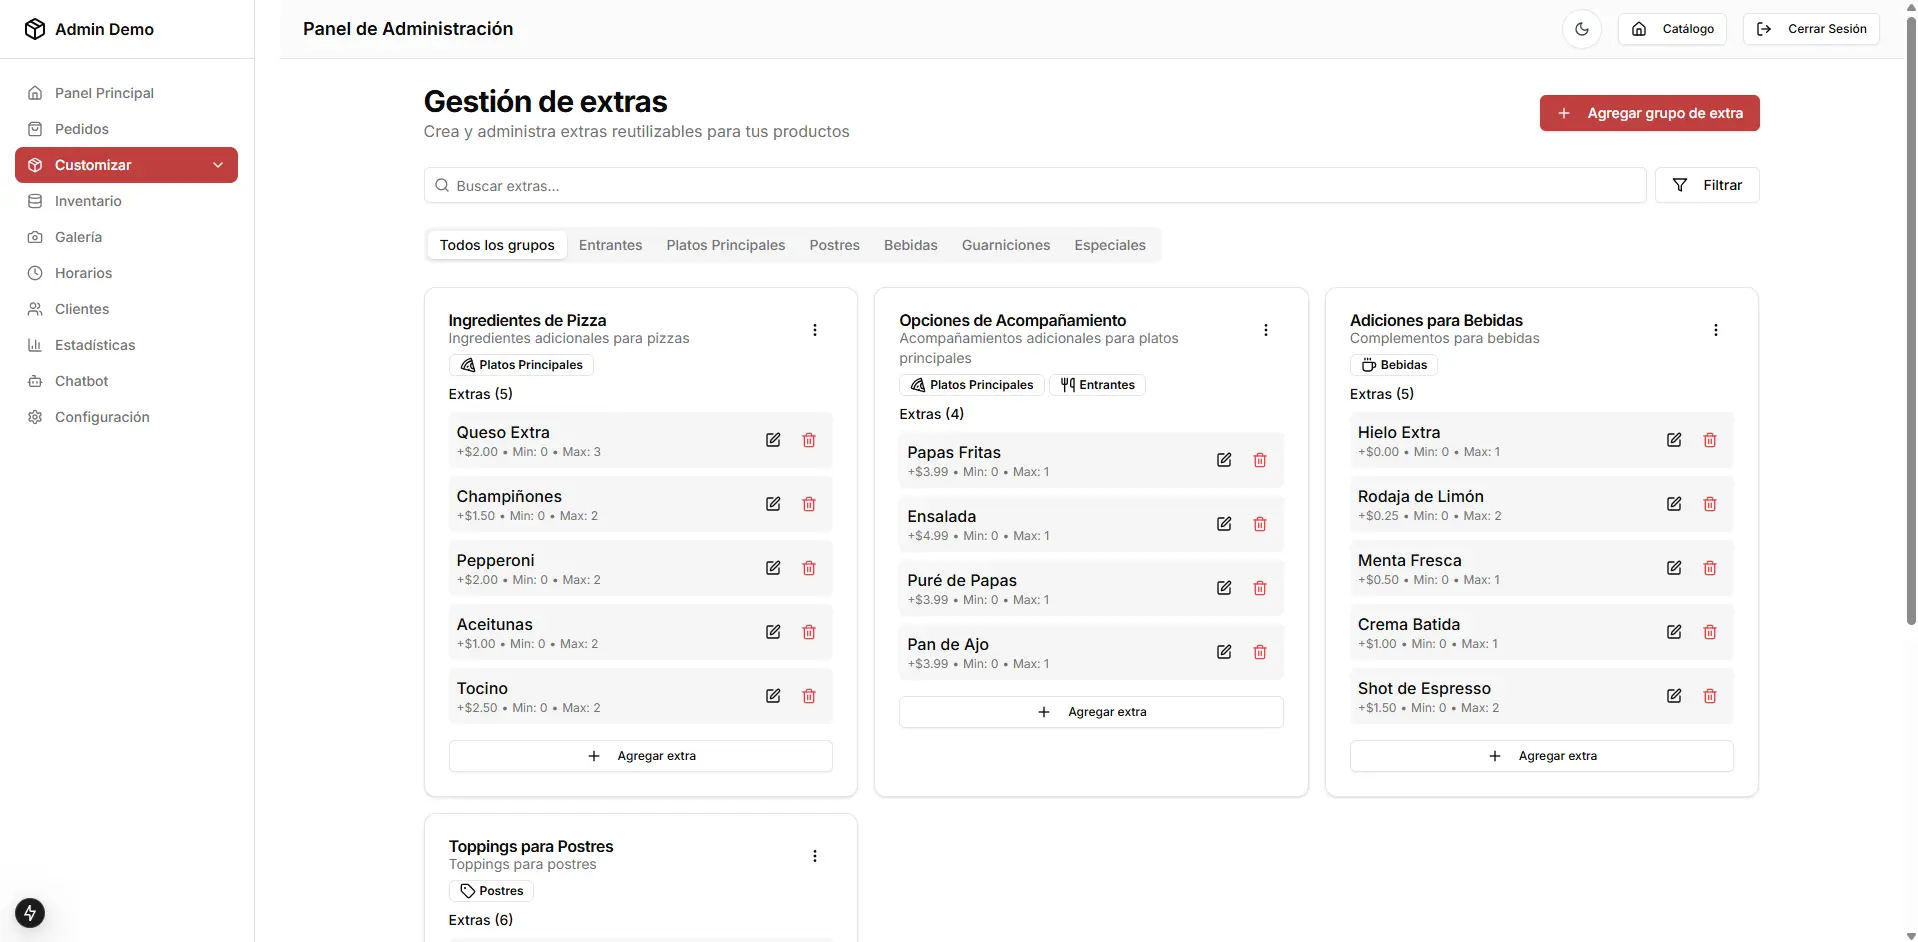 Admin Demo
Panel Principal
Pedidos
Customizar
Inventario
Galería
Horarios
Clientes
Estadísticas
Chatbot
Configuración
Panel de Administración
Catálogo
Cerrar Sesión
Gestión de extras
Crea y administra extras reutilizables para tus productos
Agregar grupo de extra
Buscar extras...
Filtrar
Todos los grupos
Entrantes
Platos Principales
Postres
Bebidas
Guarniciones
Especiales
Ingredientes de Pizza
Ingredientes adicionales para pizzas
Platos Principales
Extras (5)
Queso Extra
+$2.00 • Min: 0 • Max: 3
Champiñones
+$1.50 • Min: 0 • Max: 2
Pepperoni
+$2.00 • Min: 0 • Max: 2
Aceitunas
+$1.00 • Min: 0 • Max: 2
Tocino
+$2.50 • Min: 0 • Max: 2
Agregar extra
Opciones de Acompañamiento
Acompañamientos adicionales para platos
principales
Platos Principales
Entrantes
Extras (4)
Papas Fritas
+$3.99 • Min: 0 • Max: 1
Ensalada
+$4.99 • Min: 0 • Max: 1
Puré de Papas
+$3.99 • Min: 0 • Max: 1
Pan de Ajo
+$3.99 • Min: 0 • Max: 1
Agregar extra
Adiciones para Bebidas
Complementos para bebidas
Bebidas
Extras (5)
Hielo Extra
+$0.00 • Min: 0 • Max: 1
Rodaja de Limón
+$0.25 • Min: 0 • Max: 2
Menta Fresca
+$0.50 • Min: 0 • Max: 1
Crema Batida
+$1.00 • Min: 0 • Max: 1
Shot de Espresso
+$1.50 • Min: 0 • Max: 2
Agregar extra
Toppings para Postres
Toppings para postres
Postres
Extras (6)